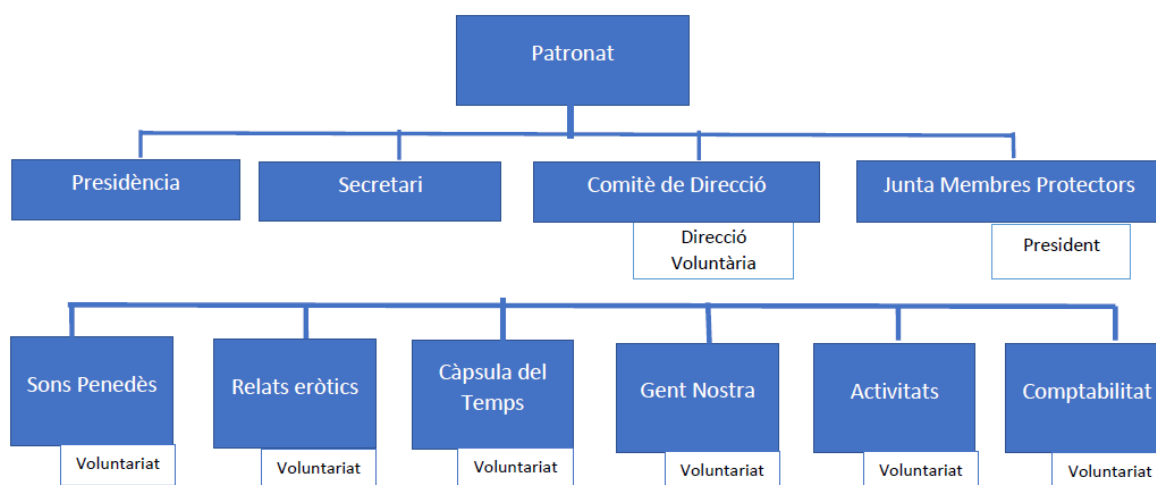 Patronat
Presidència
Secretari
Comitè de Direcció
Junta Membres Protectors
Direcció
Voluntària
President
Sons Penedès
Relats eròtics
Càpsula del
Temps
Gent Nostra
Activitats
Comptabilitat
Voluntariat
Voluntariat
Voluntariat
Voluntariat
Voluntariat
Voluntariat